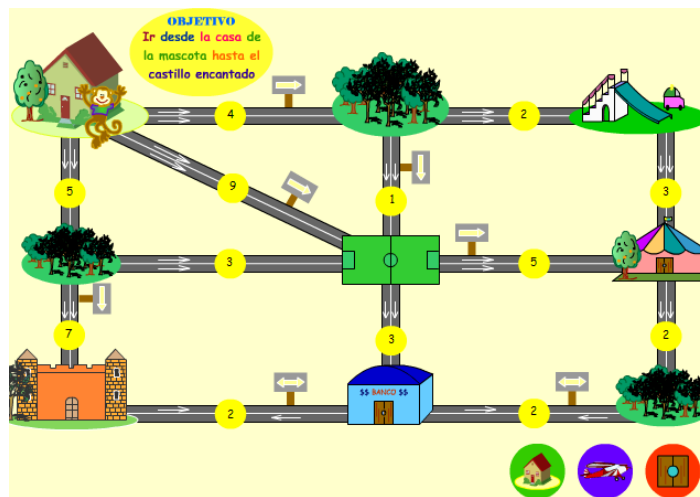 OBJETIVO
Ir desde la casa de
la mascota hasta el
castillo encantado
4
2
9
5
1
3
3
5
7
3
2
$$ BANCO $$
2
2